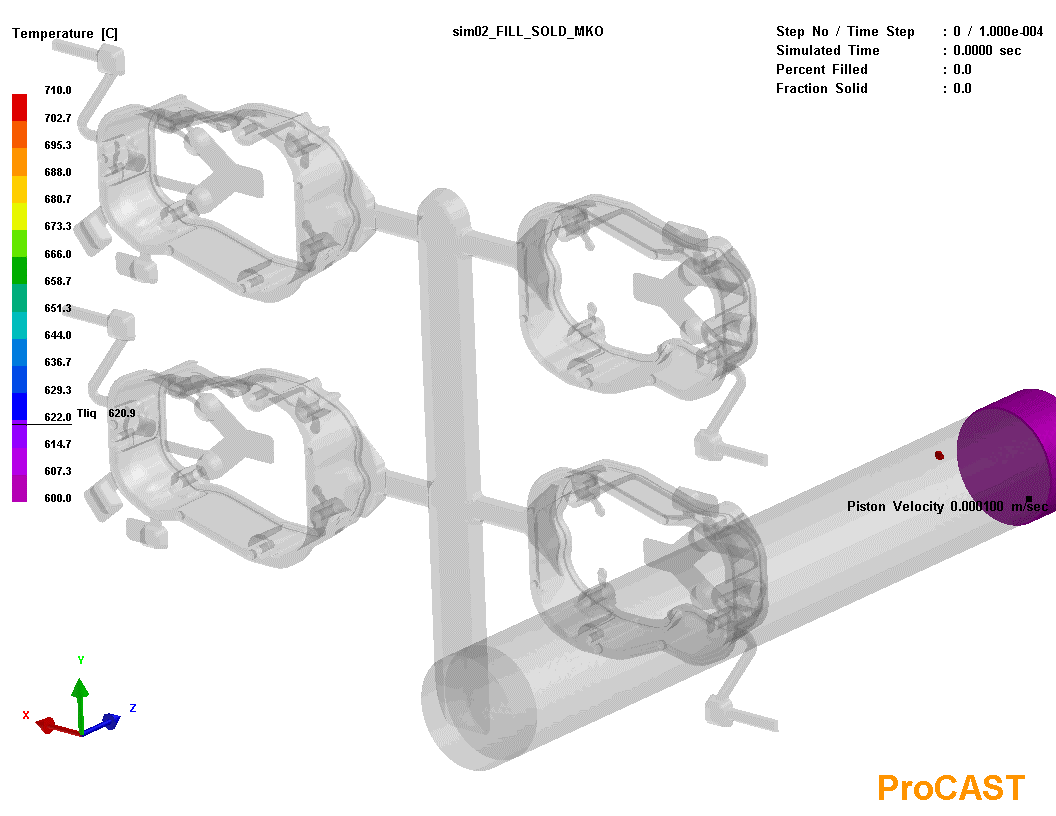 Temperature [C]
sim02_FILL_SOLD_MKO
Step No / Time Step : 0 / 1.000e-004
Simulated Time : 0.0000 sec
Percent Filled : 0.0
Fraction Solid : 0.0
710.0
702.7
695.3
688.0
680.7
673.3
666.0
658.7
651.3
644.0
636.7
629.3
622.0
Tliq 620.9
614.7
607.3
600.0
Piston Velocity 0.000100 m/sec
Y
X
Z
ProCAST